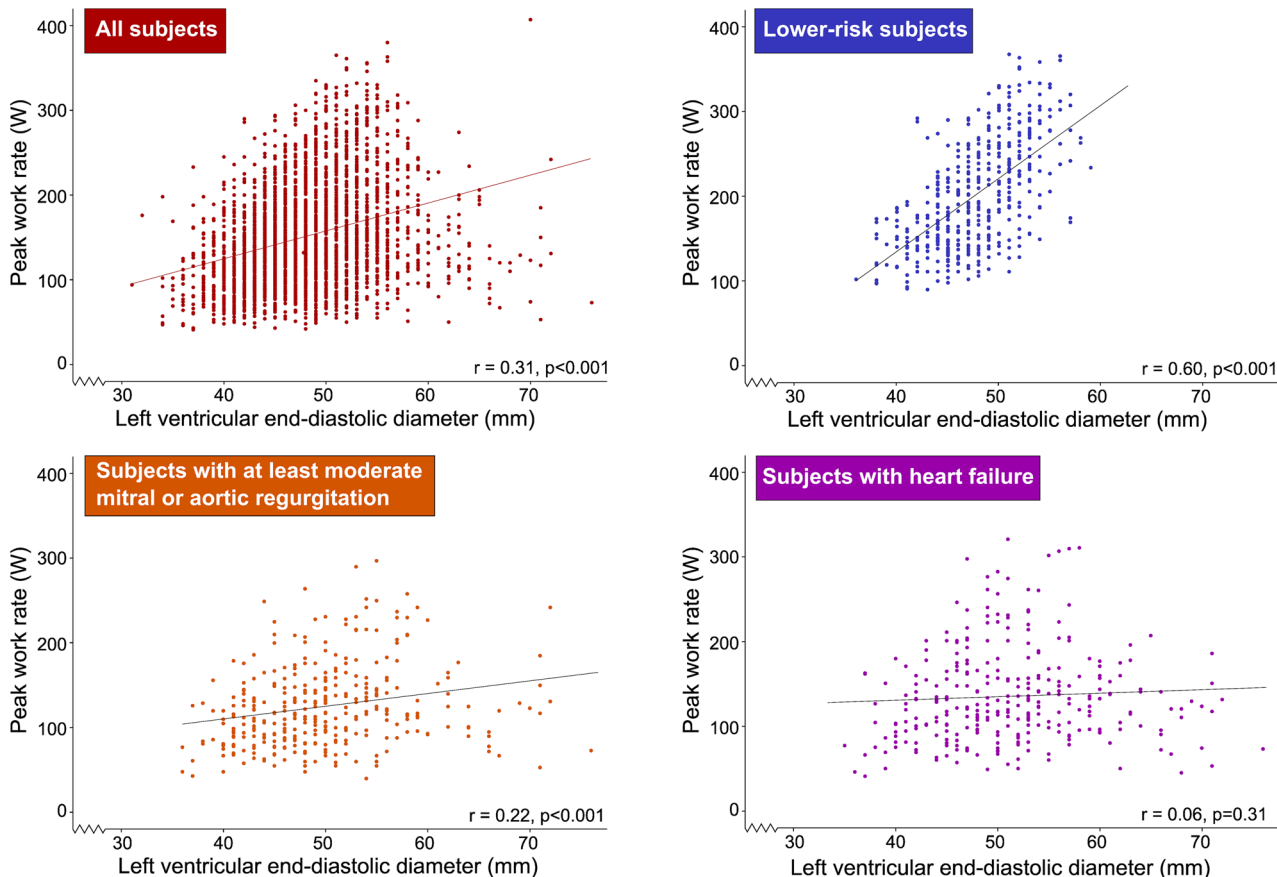 All subjects
Peak work rate (W)
400
300
200
100
0
r = 0.31, p<0.001
30 40 50 60 70
Left ventricular end-diastolic diameter (mm)
Lower-risk subjects
Peak work rate (W)
400
300
200
100
0
r = 0.60, p<0.001
30 40 50 60 70
Left ventricular end-diastolic diameter (mm)
Subjects with at least moderate
mitral or aortic regurgitation
Peak work rate (W)
400
300
200
100
0
r = 0.22, p<0.001
30 40 50 60 70
Left ventricular end-diastolic diameter (mm)
Subjects with heart failure
Peak work rate (W)
400
300
200
100
0
r = 0.06, p=0.31
30 40 50 60 70
Left ventricular end-diastolic diameter (mm)